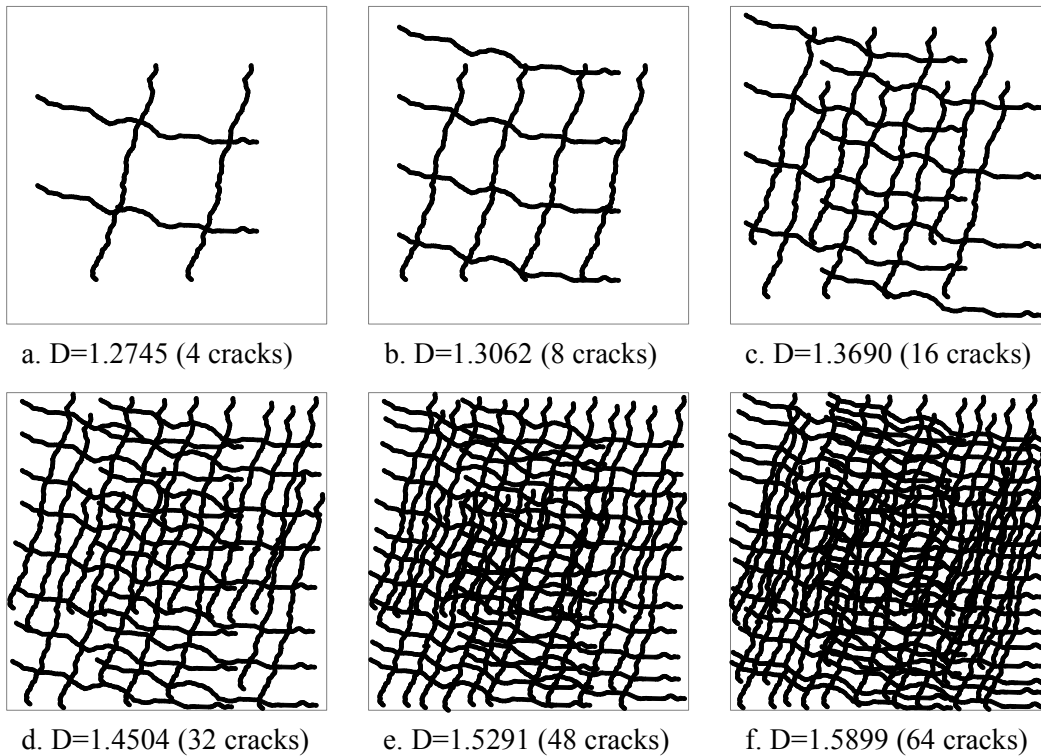 a. D=1.2745 (4 cracks)
b. D=1.3062 (8 cracks)
c. D=1.3690 (16 cracks)
d. D=1.4504 (32 cracks)
e. D=1.5291 (48 cracks)
f. D=1.5899 (64 cracks)